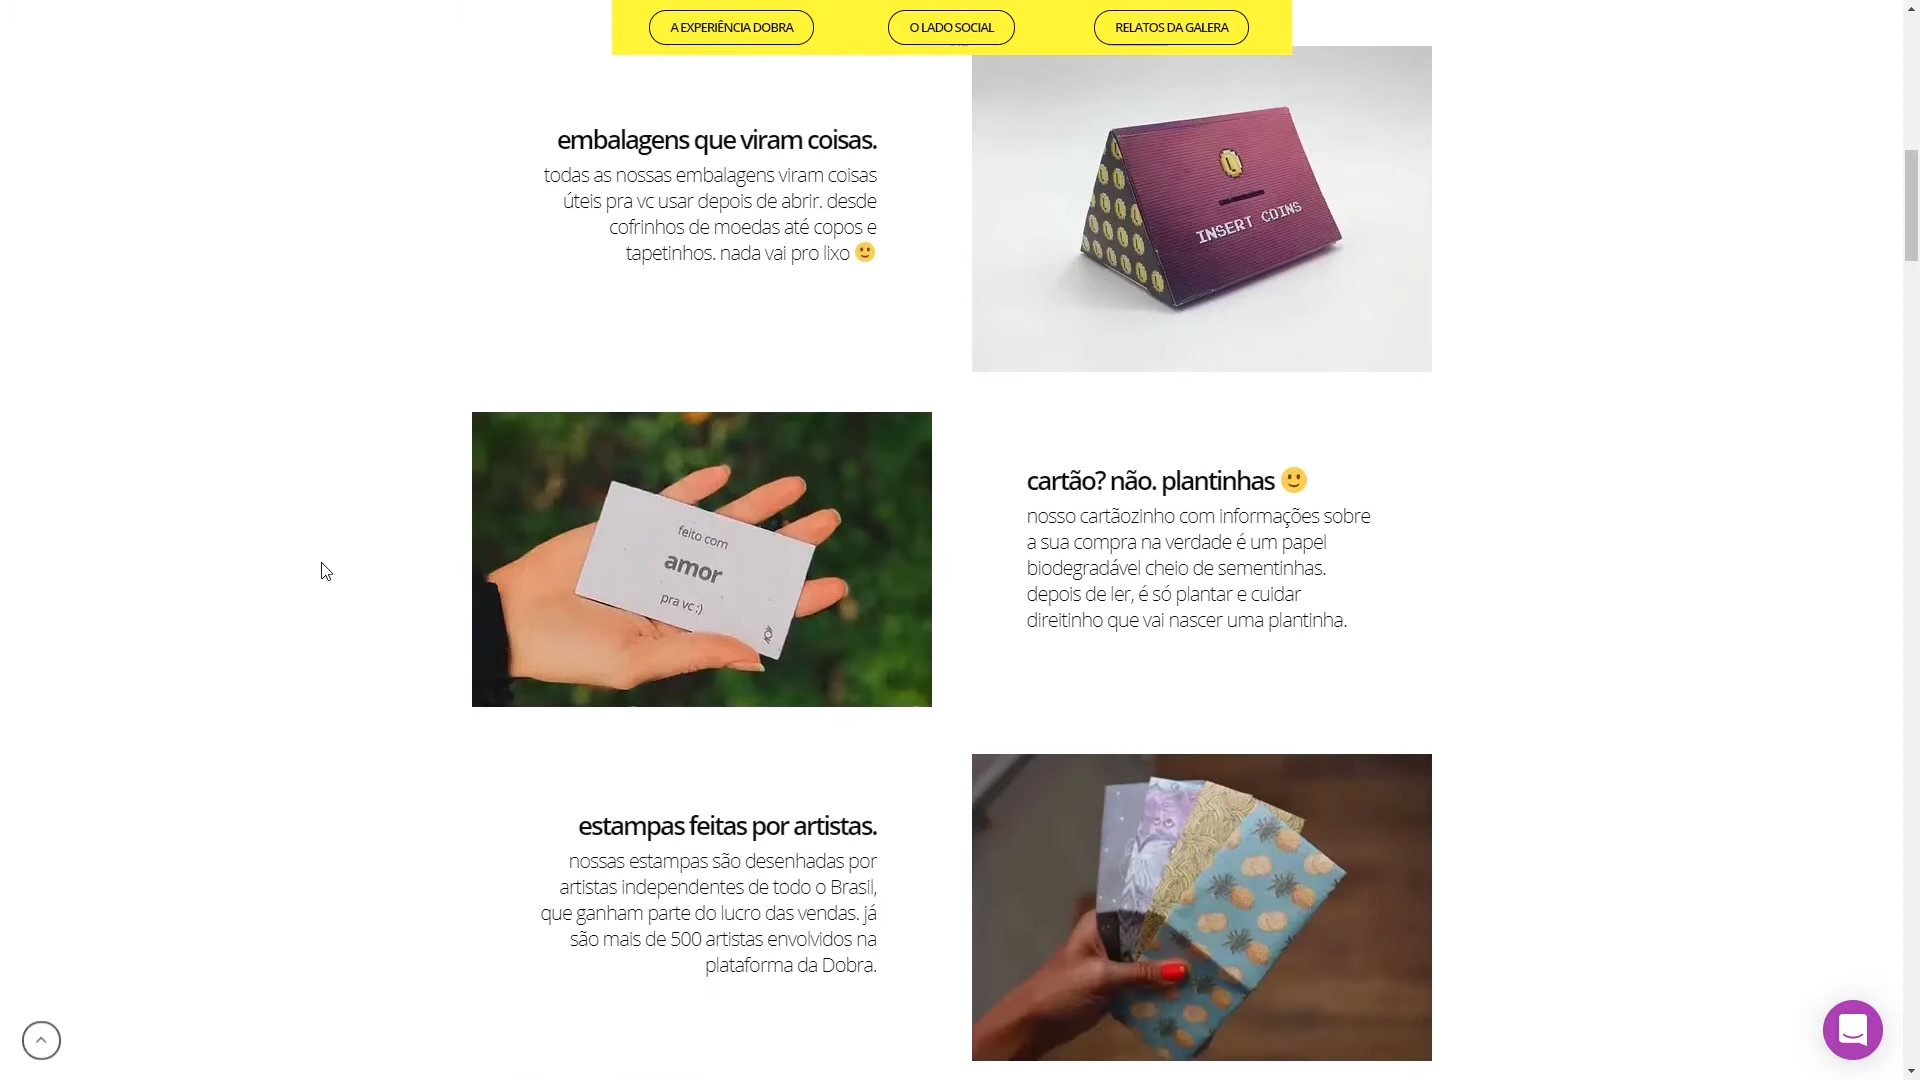 A EXPERIÊNCIA DOBRA
O LADO SOCIAL
RELATOS DA GALERA
embalagens que viram coisas.
todas as nossas embalagens viram coisas
úteis pra vc usar depois de abrir. desde
cofrinhos de moedas até copos e
tapetinhos. nada vai pro lixo 🙂
INSERT COINS
feito com
amor
pra vc :)
cartão? não. plantinhas 🙂
nosso cartãozinho com informações sobre
a sua compra na verdade é um papel
biodegradável cheio de sementinhas.
depois de ler, é só plantar e cuidar
direitinho que vai nascer uma plantinha.
estampas feitas por artistas.
nossas estampas são desenhadas por
artistas independentes de todo o Brasil,
que ganham parte do lucro das vendas. já
são mais de 500 artistas envolvidos na
plataforma da Dobra.